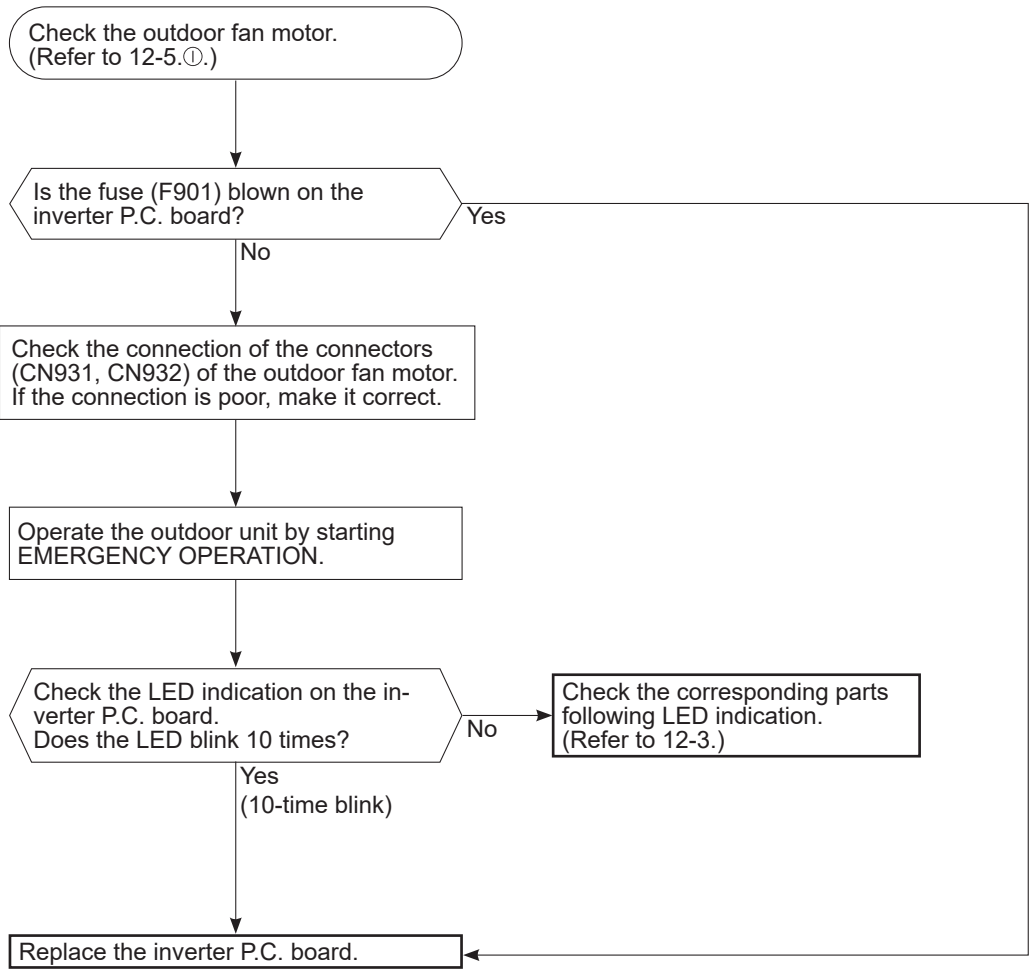 Check the outdoor fan motor.
(Refer to 12-5.Ⓘ.)
Is the fuse (F901) blown on the
inverter P.C. board?
Yes
No
Check the connection of the connectors
(CN931, CN932) of the outdoor fan motor.
If the connection is poor, make it correct.
Operate the outdoor unit by starting
EMERGENCY OPERATION.
Check the LED indication on the in-
verter P.C. board.
Does the LED blink 10 times?
No
Check the corresponding parts
following LED indication.
(Refer to 12-3.)
Yes
(10-time blink)
Replace the inverter P.C. board.